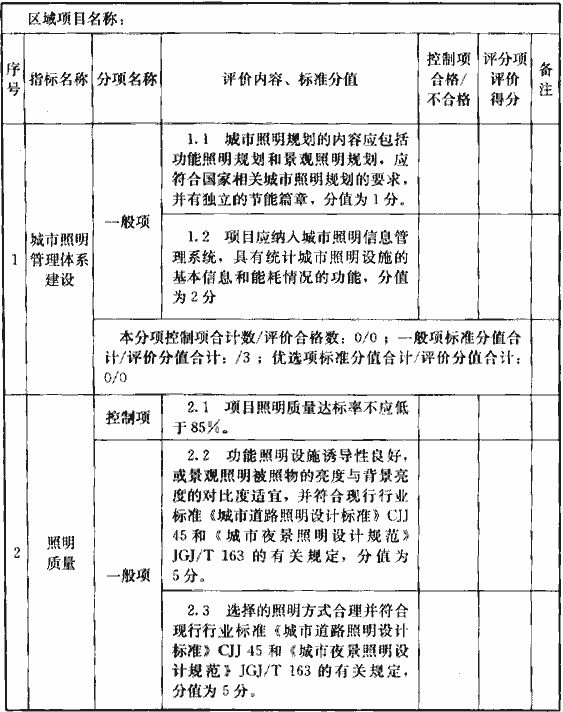 区域项目名称：
序号 指标名称 分项名称 评价内容、标准分值 控制项合格/不合格 评分项评价得分 备注
1 城市照明管理体系建设
一般项
1.1 城市照明规划的内容应包括
功能照明规划和景观照明规划，应
符合国家相关城市照明规划的要求，
并有独立的节能篇章，分值为1分。
1.2 项目应纳入城市照明信息管
理系统，具有统计城市照明设施的
基本信息和能耗情况的功能，分值
为2分
本分项控制项合计数/评价合格数：0/0；一般项标准分值合
计/评价分值合计：/3；优选项标准分值合计/评价分值合计：
0/0
2 照明质量
控制项
2.1 项目照明质量达标率不应低
于85%。
一般项
2.2 功能照明设施诱导性良好，
或景观照明被照物的亮度与背景亮
度的对比度适宜，并符合现行行业
标准《城市道路照明设计标准》CJJ
45和《城市夜景照明设计规范》
JGJ/T 163的有关规定，分值为
5分。
2.3 选择的照明方式合理并符合
现行行业标准《城市道路照明设计
标准》CJJ 45和《城市夜景照明设
计规范》JGJ/T 163的有关规定，
分值为5分。